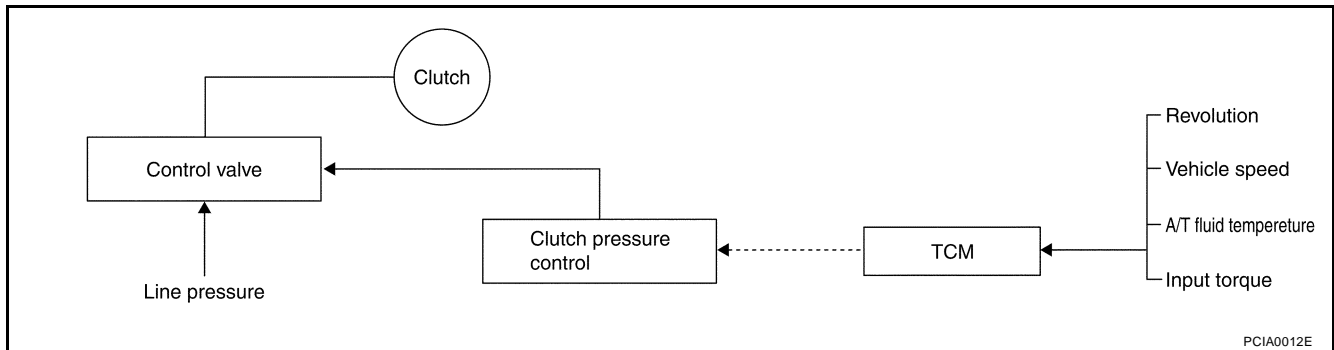 Clutch
Control valve
Line pressure
Clutch pressure
control
TCM
Revolution
Vehicle speed
A/T fluid tempereture
Input torque
PCIA0012E